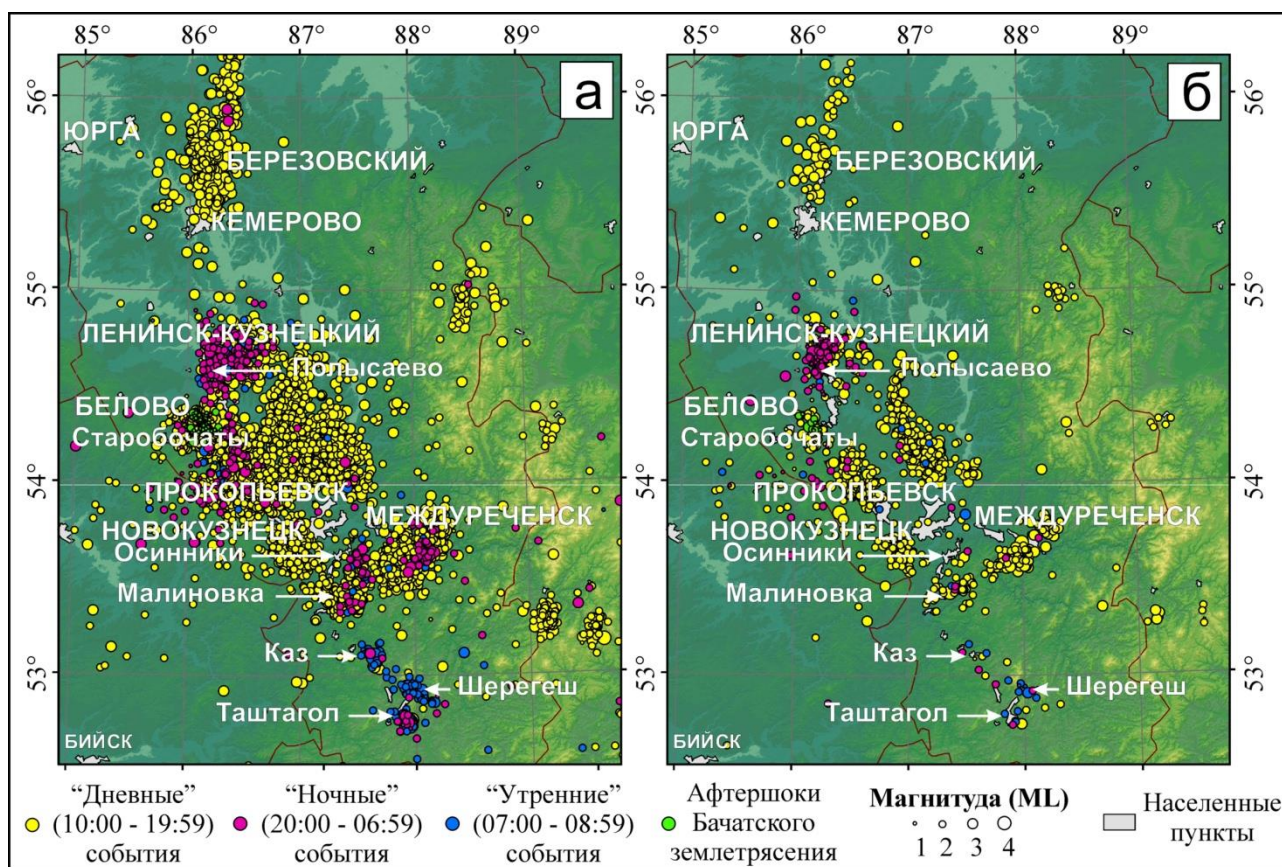 85° 86° 87° 88° 89°
85° 86° 87° 88° 89°
а
б
56°
55°
54°
53°
56°
55°
54°
53°
ЮРГА
БЕРЕЗОВСКИЙ
КЕМЕРОВО
ЛЕНИНСК-КУЗНЕЦКИЙ
Полысаево
БЕЛОВО
Старобочаты
ПРОКОПЬЕВСК
НОВОКУЗНЕЦК
МЕЖДУРЕЧЕНСК
Осинники
Малиновка
Каз
Шерегеш
Таштагол
БИЙСК
ЮРГА
БЕРЕЗОВСКИЙ
КЕМЕРОВО
ЛЕНИНСК-КУЗНЕЦКИЙ
Полысаево
БЕЛОВО
Старобочаты
ПРОКОПЬЕВСК
НОВОКУЗНЕЦК
МЕЖДУРЕЧЕНСК
Осинники
Малиновка
Каз
Шерегеш
Таштагол
БИЙСК
“Дневные”
(10:00 - 19:59)
события
“Ночные”
(20:00 - 06:59)
события
“Утренние”
(07:00 - 08:59)
события
Афтершоки
Бачатского
землетрясения
Магнитуда (ML)
1 2 3 4
Населенные
пункты